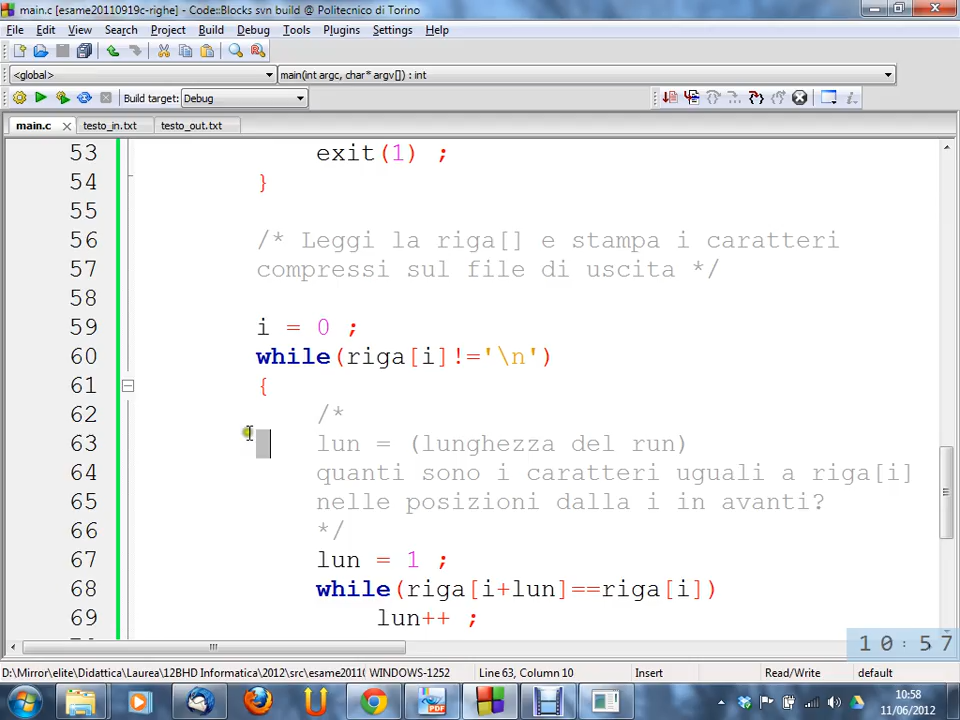 main.c [esame20110919c-righe] - Code::Blocks svn build @ Politecnico di Torino
File Edit View Search Project Build Debug Tools Plugins Settings Help
<global> main(int argc, char* argv[]) : int
Build target: Debug
main.c testo_in.txt testo_out.txt
53 exit(1) ;
54 }
55
56 /* Leggi la riga[] e stampa i caratteri
57 compressi sul file di uscita */
58
59 i = 0 ;
60 while(riga[i]!='\n')
61 {
62 /*
63 lun = (lunghezza del run)
64 quanti sono i caratteri uguali a riga[i]
65 nelle posizioni dalla i in avanti?
66 */
67 lun = 1 ;
68 while(riga[i+lun]==riga[i])
69 lun++ ;
10:57
D:\Mirror\elite\Didattica\Laurea\12BHD Informatica\2012\src\esame2011( WINDOWS-1252 Line 63, Column 10 Insert Read/Write default
10:58
11/06/2012